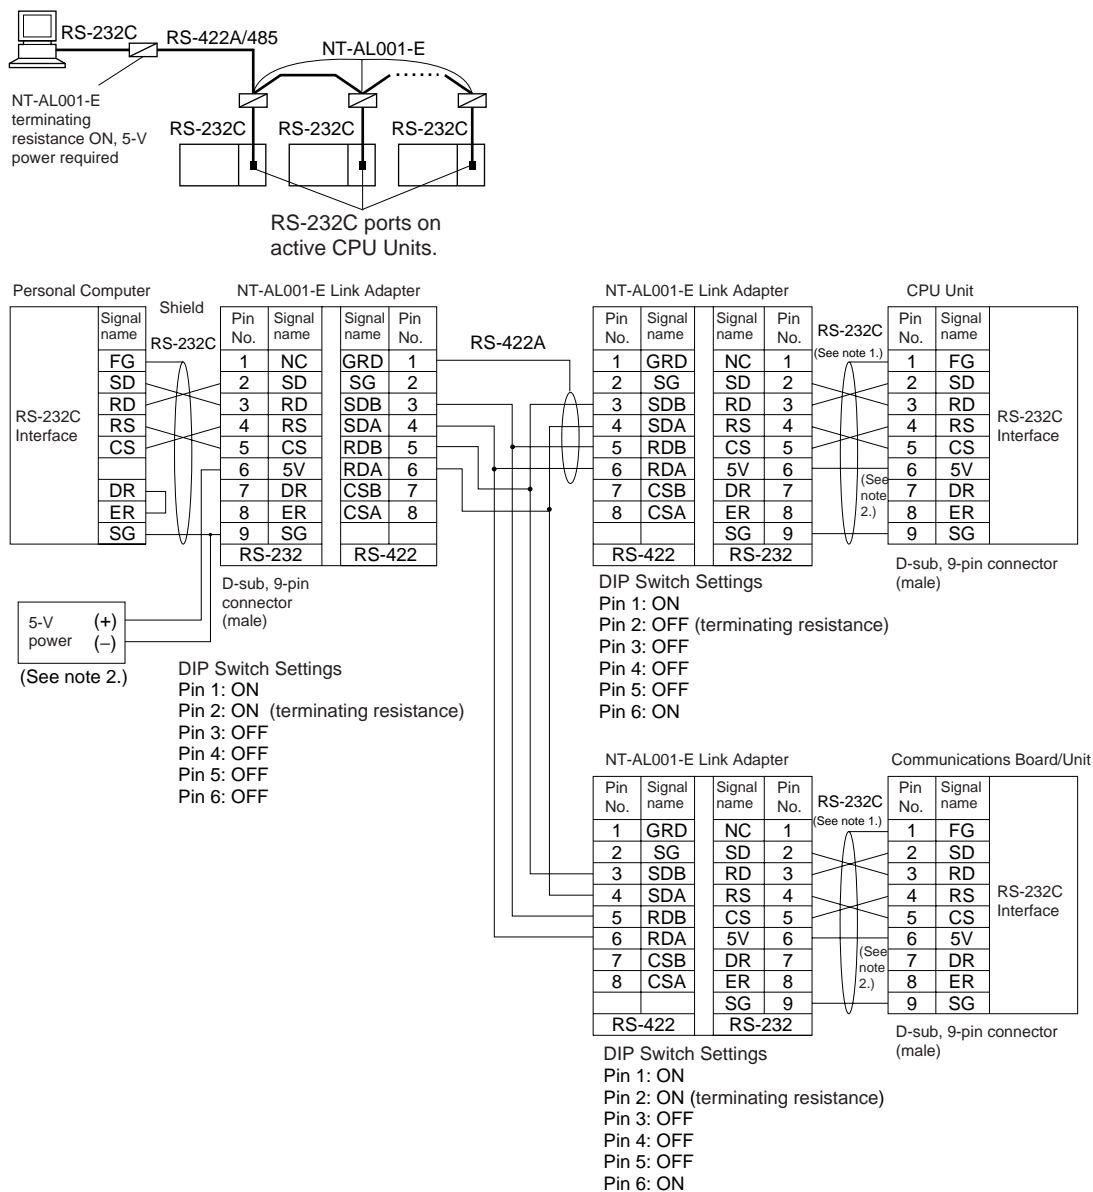 RS-232C
RS-422A/485
NT-AL001-E
NT-AL001-E
terminating
resistance ON, 5-V
power required
RS-232C RS-232C RS-232C
RS-232C ports on
active CPU Units.
Personal Computer
Shield
NT-AL001-E Link Adapter
RS-232C
Signal name
FG
SD
RD
RS
CS
DR
ER
SG
RS-232C
Interface
Pin No. Signal name Signal name Pin No.
1 NC GRD 1
2 SD SG 2
3 RD SDB 3
4 RS SDA 4
5 CS RDB 5
6 5V RDA 6
7 DR CSB 7
8 ER CSA 8
9 SG
RS-232 RS-422
D-sub, 9-pin
connector
(male)
5-V
power
(+)
(–)
(See note 2.)
DIP Switch Settings
Pin 1: ON
Pin 2: ON (terminating resistance)
Pin 3: OFF
Pin 4: OFF
Pin 5: OFF
Pin 6: OFF
RS-422A
NT-AL001-E Link Adapter
CPU Unit
Pin No. Signal name Signal name Pin No.
1 GRD NC 1
2 SG SD 2
3 SDB RD 3
4 SDA RS 4
5 RDB CS 5
6 RDA 5V 6
7 CSB DR 7
8 CSA ER 8
SG 9
RS-422 RS-232
RS-232C
(See note 1.)
(See
note
2.)
Pin No. Signal name
1 FG
2 SD
3 RD
4 RS
5 CS
6 5V
7 DR
8 ER
9 SG
RS-232C
Interface
D-sub, 9-pin connector
(male)
DIP Switch Settings
Pin 1: ON
Pin 2: OFF (terminating resistance)
Pin 3: OFF
Pin 4: OFF
Pin 5: OFF
Pin 6: ON
NT-AL001-E Link Adapter
Communications Board/Unit
Pin No. Signal name Signal name Pin No.
1 GRD NC 1
2 SG SD 2
3 SDB RD 3
4 SDA RS 4
5 RDB CS 5
6 RDA 5V 6
7 CSB DR 7
8 CSA ER 8
SG 9
RS-422 RS-232
RS-232C
(See note 1.)
(See
note
2.)
Pin No. Signal name
1 FG
2 SD
3 RD
4 RS
5 CS
6 5V
7 DR
8 ER
9 SG
RS-232C
Interface
D-sub, 9-pin connector
(male)
DIP Switch Settings
Pin 1: ON
Pin 2: ON (terminating resistance)
Pin 3: OFF
Pin 4: OFF
Pin 5: OFF
Pin 6: ON